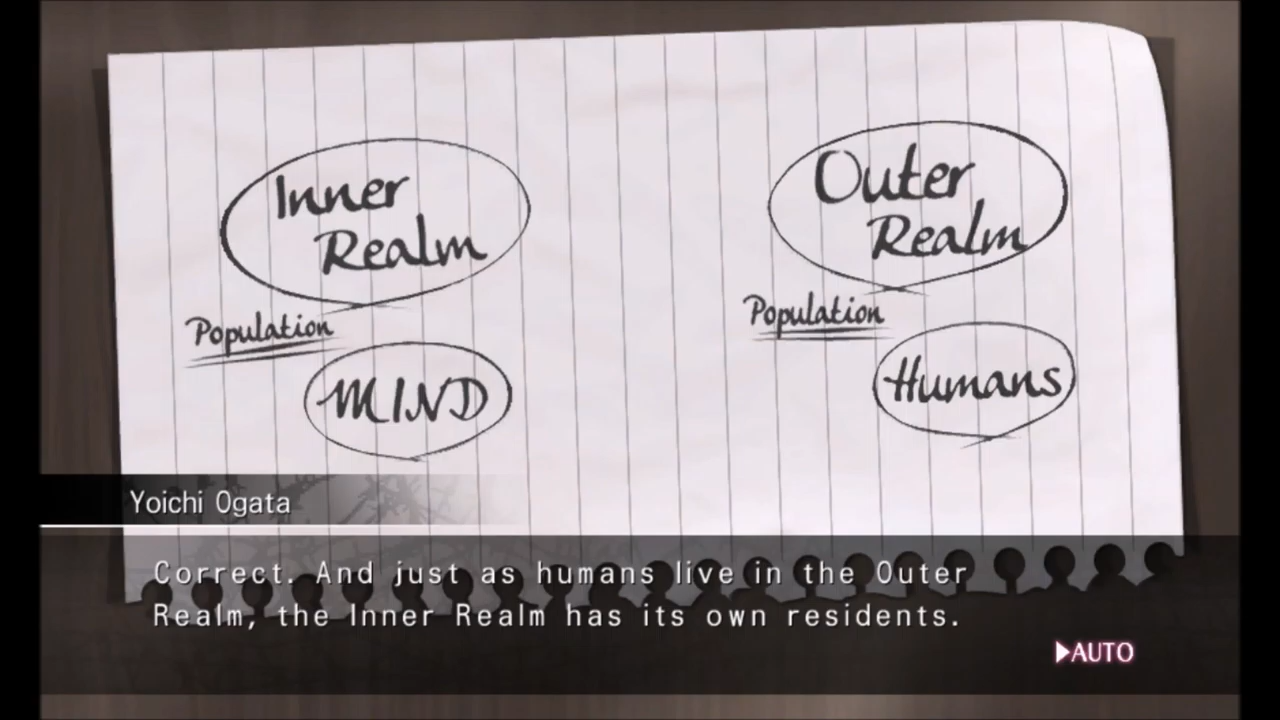 Inner
Realm
Population
MIND
Outer
Realm
Population
Humans
Yoichi Ogata
Correct. And just as humans live in the Outer
Realm, the Inner Realm has its own residents.
AUTO